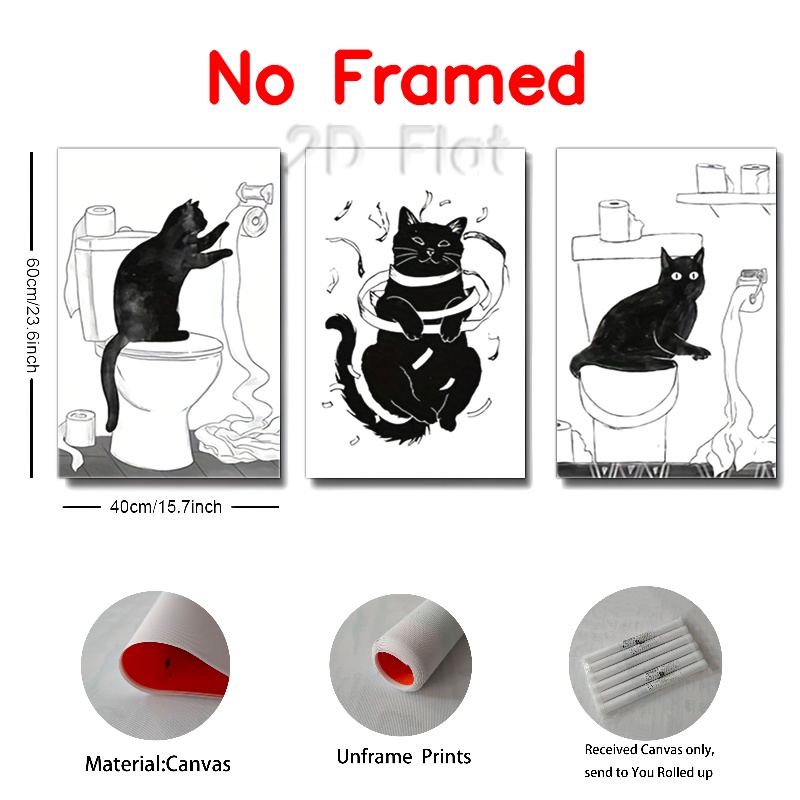 No Framed
2D Flat
60cm/23.6inch
40cm/15.7inch
Material:Canvas
Unframe Prints
Received Canvas only,
send to You Rolled up